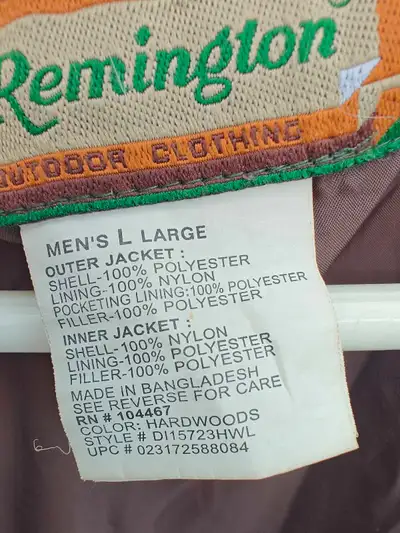 Remington
OUTDOOR CLOTHING
MEN'S L LARGE
OUTER JACKET :
SHELL-100% POLYESTER
LINING-100% NYLON
POCKETING LINING:100% POLYESTER
FILLER-100% POLYESTER
INNER JACKET :
SHELL-100% NYLON
LINING-100% POLYESTER
FILLER-100% POLYESTER
MADE IN BANGLADESH
SEE REVERSE FOR CARE
RN # 104467
COLOR: HARDWOODS
STYLE # DI15723HWL
UPC # 023172588084